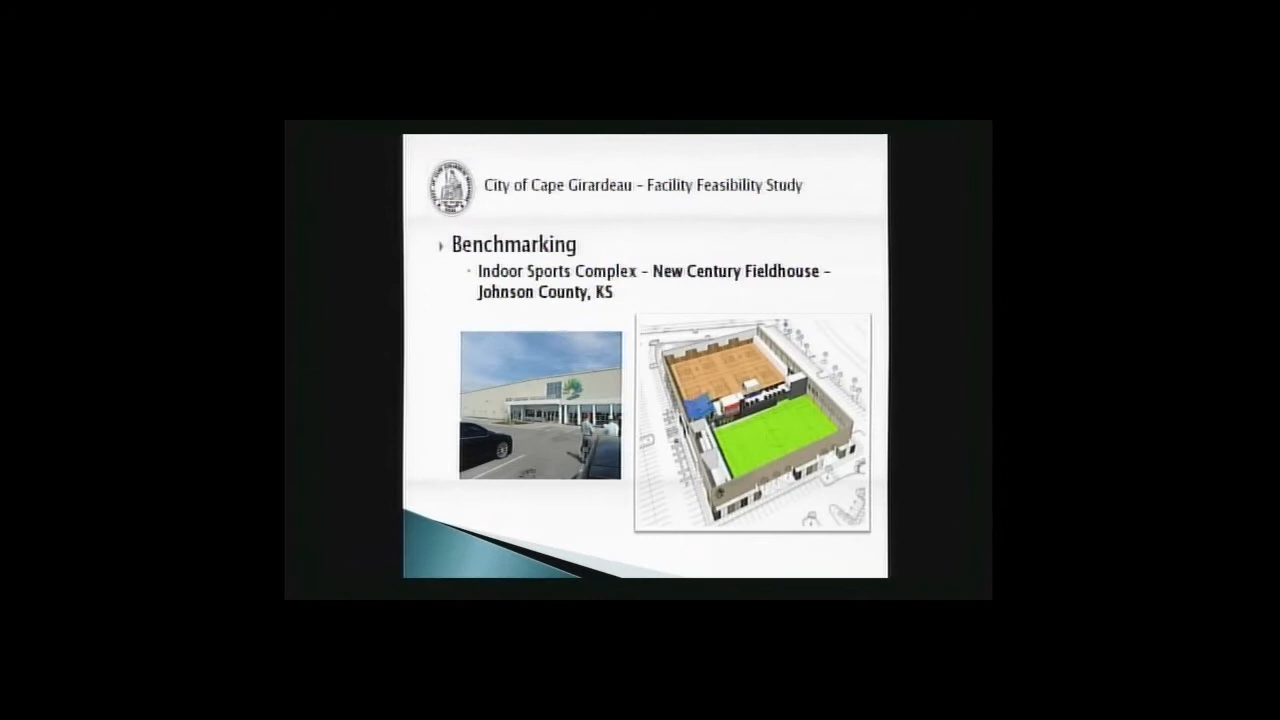 City of Cape Girardeau – Facility Feasibility Study
Benchmarking
Indoor Sports Complex – New Century Fieldhouse –
Johnson County, KS